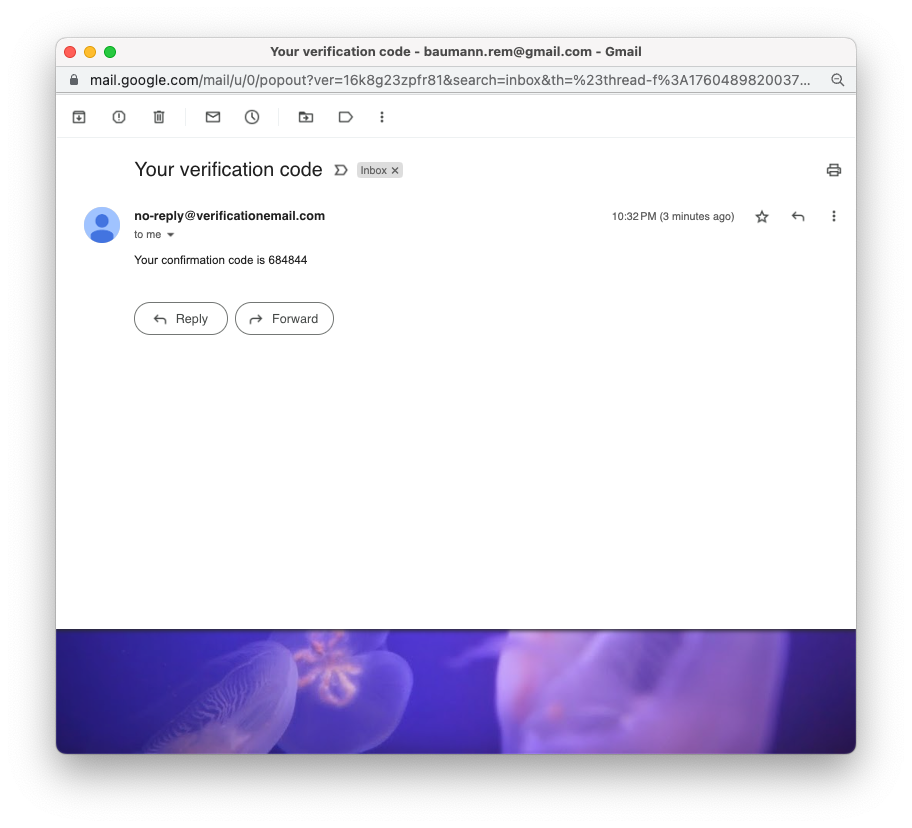 Your verification code - baumann.rem@gmail.com - Gmail
mail.google.com/mail/u/0/popout?ver=16k8g23zpfr81&search=inbox&th=%23thread-f%3A1760489820037...
Your verification code Inbox
no-reply@verificationemail.com 10:32 PM (3 minutes ago)
to me
Your confirmation code is 684844
Reply Forward